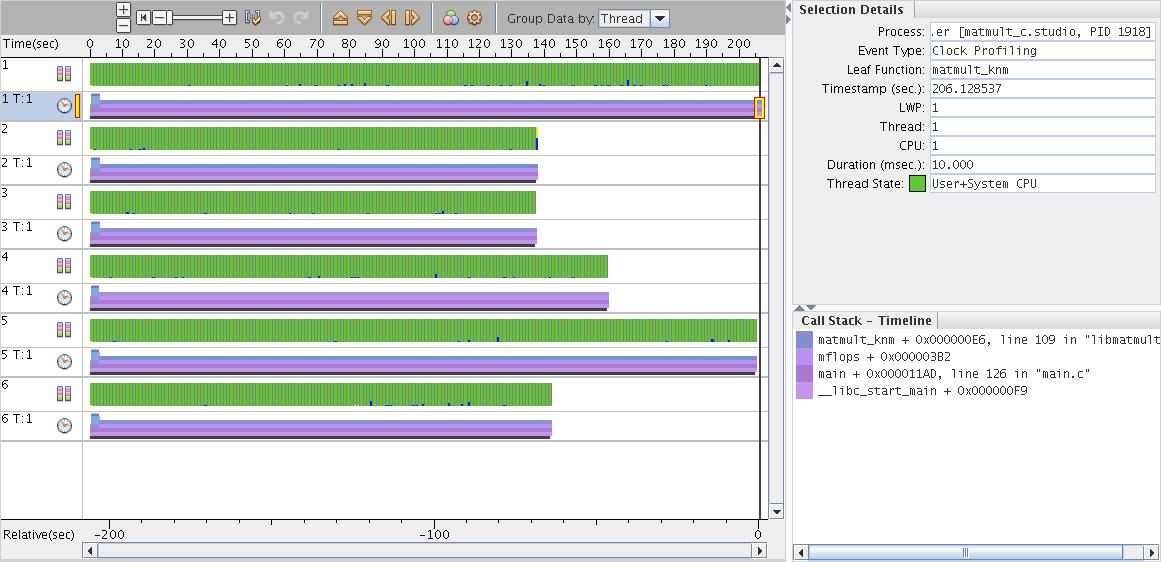 Group Data by: Thread
Time(sec) 0 10 20 30 40 50 60 70 80 90 100 110 120 130 140 150 160 170 180 190 200
1
1 T:1
2
2 T:1
3
3 T:1
4
4 T:1
5
5 T:1
6
6 T:1
Relative(sec) -200 -100 0
Selection Details
Process: .er [matmult_c.studio, PID 1918]
Event Type: Clock Profiling
Leaf Function: matmult_knm
Timestamp (sec.): 206.128537
LWP: 1
Thread: 1
CPU: 1
Duration (msec.): 10.000
Thread State: User+System CPU
Call Stack - Timeline
matmult_knm + 0x000000E6, line 109 in "libmatmult
mflops + 0x000003B2
main + 0x000011AD, line 126 in "main.c"
__libc_start_main + 0x000000F9